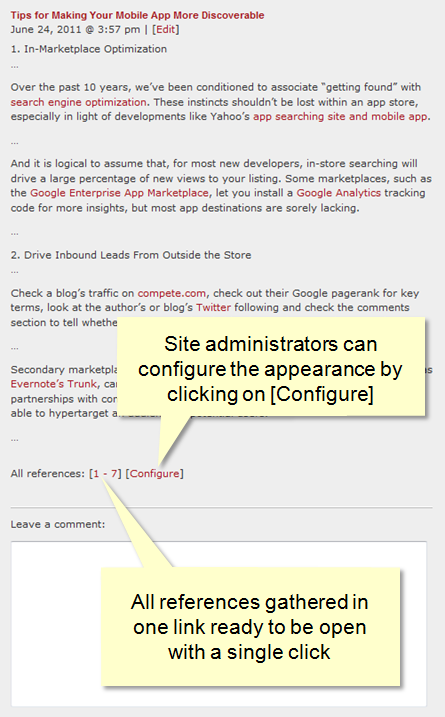 Tips for Making Your Mobile App More Discoverable
June 24, 2011 @ 3:57 pm | [Edit]
1. In-Marketplace Optimization
...
Over the past 10 years, we've been conditioned to associate "getting found" with
search engine optimization. These instincts shouldn't be lost within an app store,
especially in light of developments like Yahoo's app searching site and mobile app.
...
And it is logical to assume that, for most new developers, in-store searching will
drive a large percentage of new views to your listing. Some marketplaces, such as
the Google Enterprise App Marketplace, let you install a Google Analytics tracking
code for more insights, but most app destinations are sorely lacking.
...
2. Drive Inbound Leads From Outside the Store
...
Check a blog's traffic on compete.com, check out their Google pagerank for key
terms, look at the author's or blog's Twitter following and check the comments
section to tell
...
Secondary
Evernote's Trunk,
partnerships with
able to hypertarget
...
Site administrators can
configure the appearance by
clicking on [Configure]
All references: [1 - 7] [Configure]
Leave a comment:
All references gathered in
one link ready to be open
with a single click